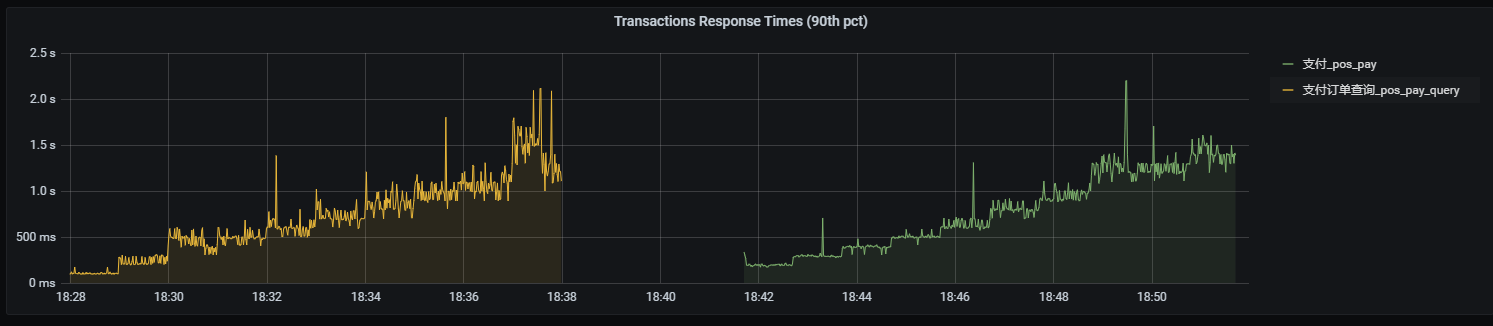 Transactions Response Times (90th pct)
2.5 s
2.0 s
1.5 s
1.0 s
500 ms
0 ms
18:28 18:30 18:32 18:34 18:36 18:38 18:40 18:42 18:44 18:46 18:48 18:50
支付_pos_pay
支付订单查询_pos_pay_query